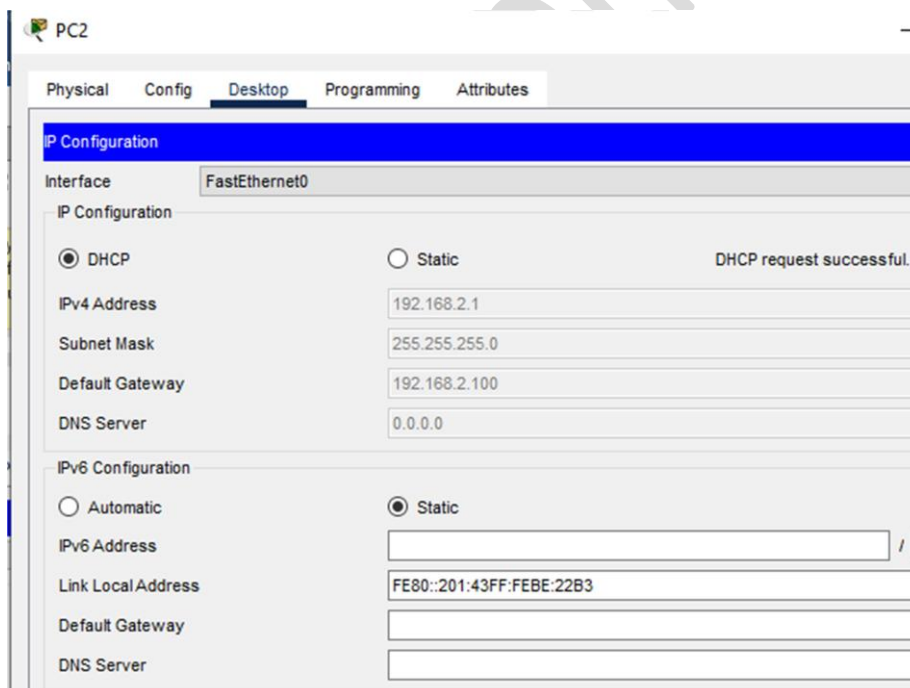 PC2
Physical Config Desktop Programming Attributes
IP Configuration
Interface FastEthernet0
IP Configuration
DHCP Static DHCP request successful.
IPv4 Address 192.168.2.1
Subnet Mask 255.255.255.0
Default Gateway 192.168.2.100
DNS Server 0.0.0.0
IPv6 Configuration
Automatic Static
IPv6 Address /
Link Local Address FE80::201:43FF:FEBE:22B3
Default Gateway
DNS Server